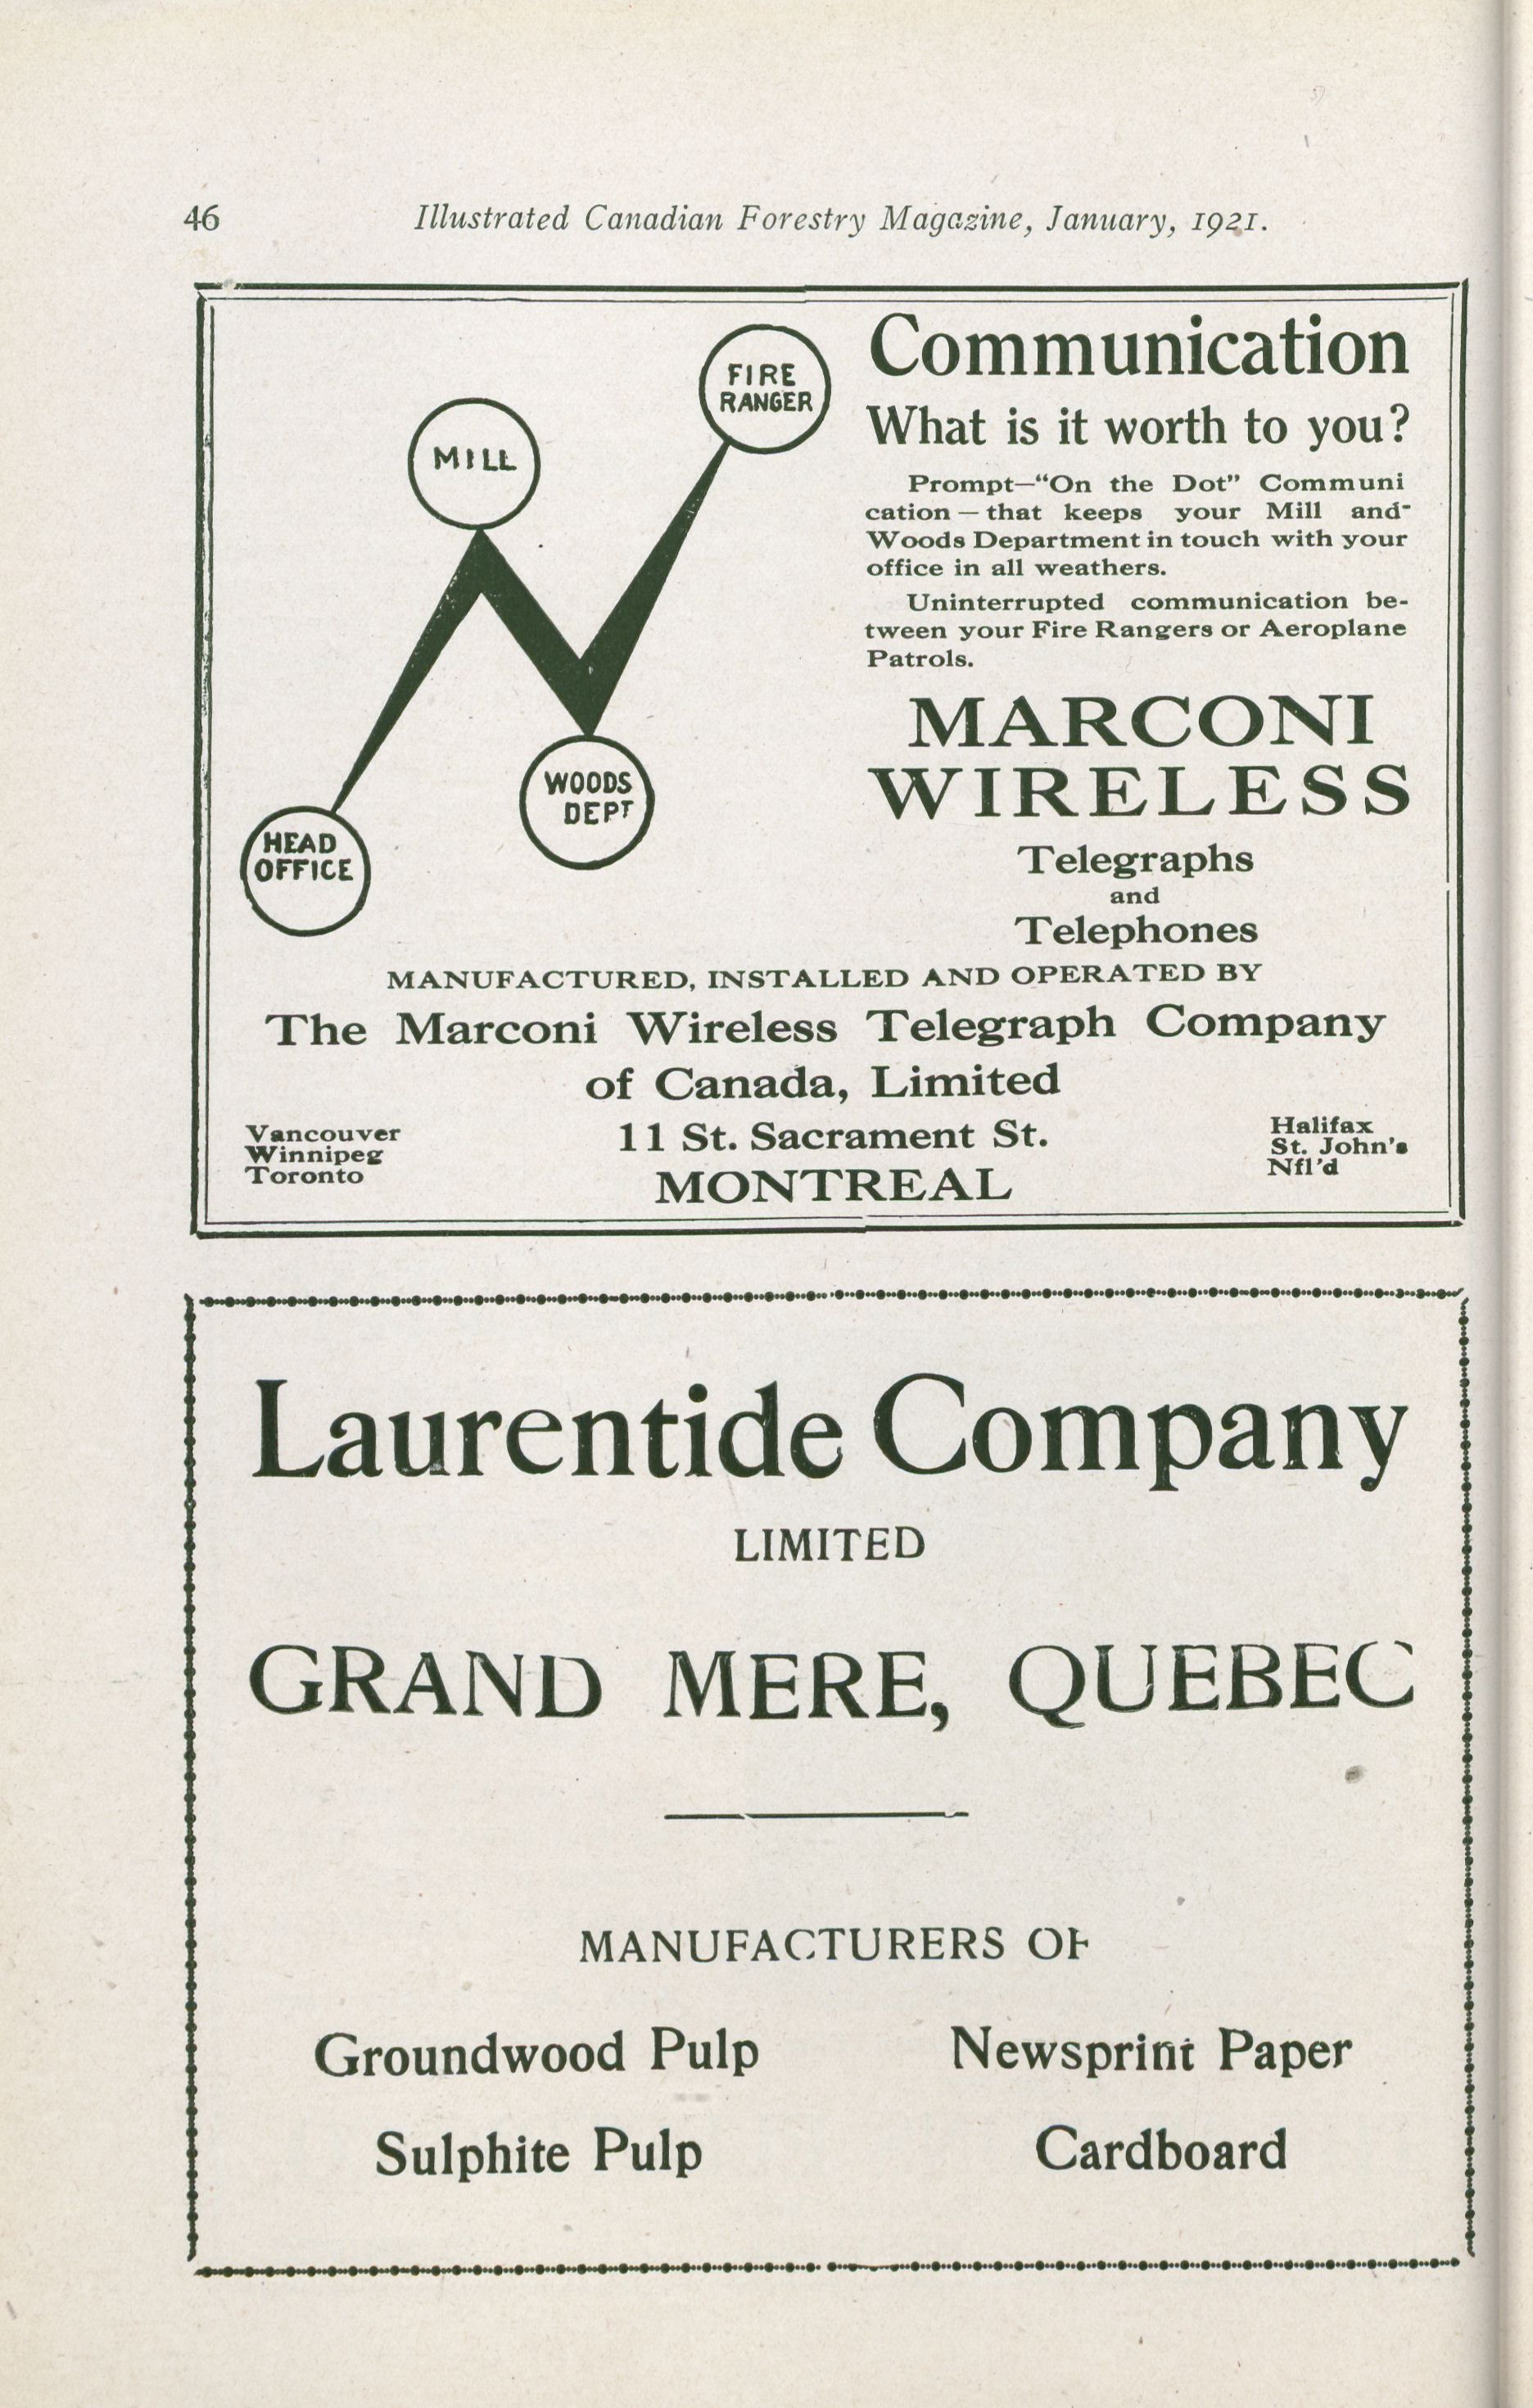 46 Illustrated Canadian Forestry Magazine, January, 1921.
MILL
FIRE
RANGER
WOODS
DEPT
HEAD
OFFICE
Communication
What is it worth to you?
Prompt—“On the Dot” Communi
cation — that keeps your Mill and-
Woods Department in touch with your
office in all weathers.
Uninterrupted communication be-
tween your Fire Rangers or Aeroplane
Patrols.
MARCONI
WIRELESS
Telegraphs
and
Telephones
MANUFACTURED, INSTALLED AND OPERATED BY
The Marconi Wireless Telegraph Company
of Canada, Limited
Vancouver
Winnipeg
Toronto
11 St. Sacrament St.
MONTREAL
Halifax
St. John's
Nfl'd
Laurentide Company
LIMITED
GRAND MERE, QUEBEC
MANUFACTURERS OF
Groundwood Pulp Newsprint Paper
Sulphite Pulp Cardboard